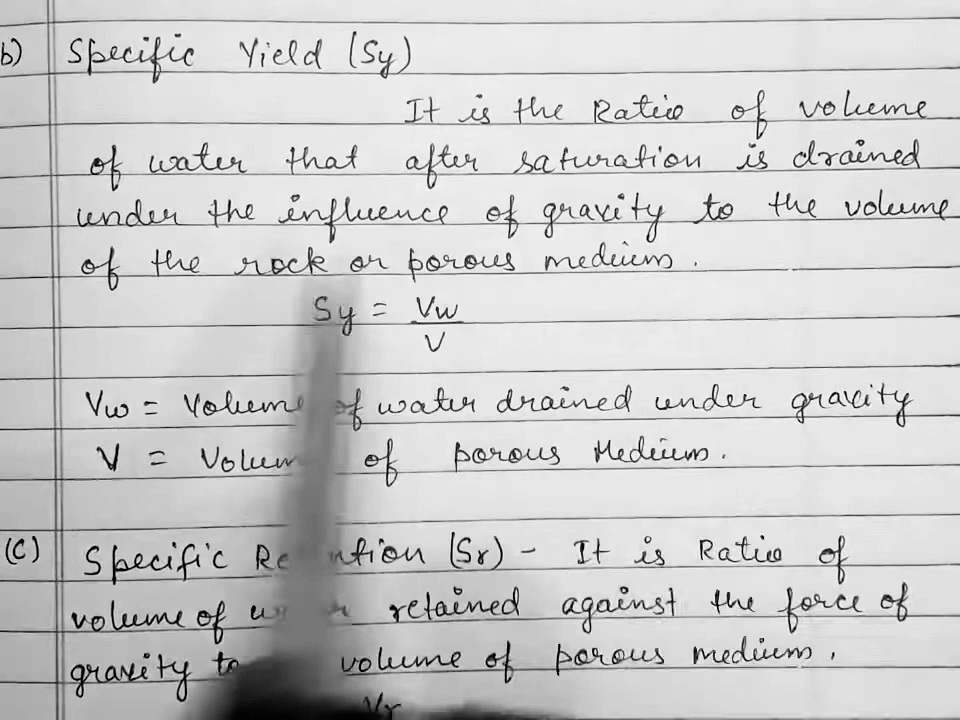 b) Specific Yield (Sy)
It is the Ratio of volume
of water that after saturation is drained
under the influence of gravity to the volume
of the rock or porous medium.
Sy = Vw
V
Vw = Volume of water drained under gravity
V = Volum of porous Medium.
(C) Specific Re ntion (Sr) - It is Ratio of
volume of retained against the force of
gravity to volume of porous medium.
Vr